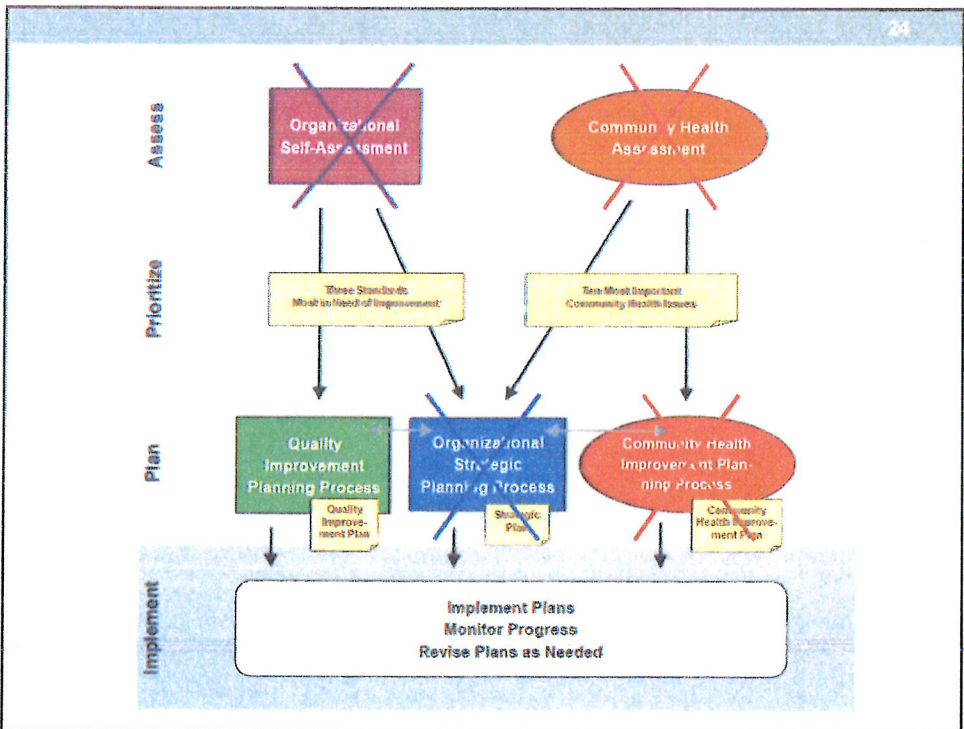 24
Assess
Organizational
Self-Assessment
Community Health
Assessment
Prioritize
Three Standards
Most in Need of Improvement
Ten Most Important
Community Health Issues
Plan
Quality
Improvement
Planning Process
Organizational
Strategic
Planning Process
Community Health
Improvement Plan-
ning Process
Quality
Improve-
ment Plan
Strategic
Plan
Community
Health Improve-
ment Plan
Implement
Implement Plans
Monitor Progress
Revise Plans as Needed